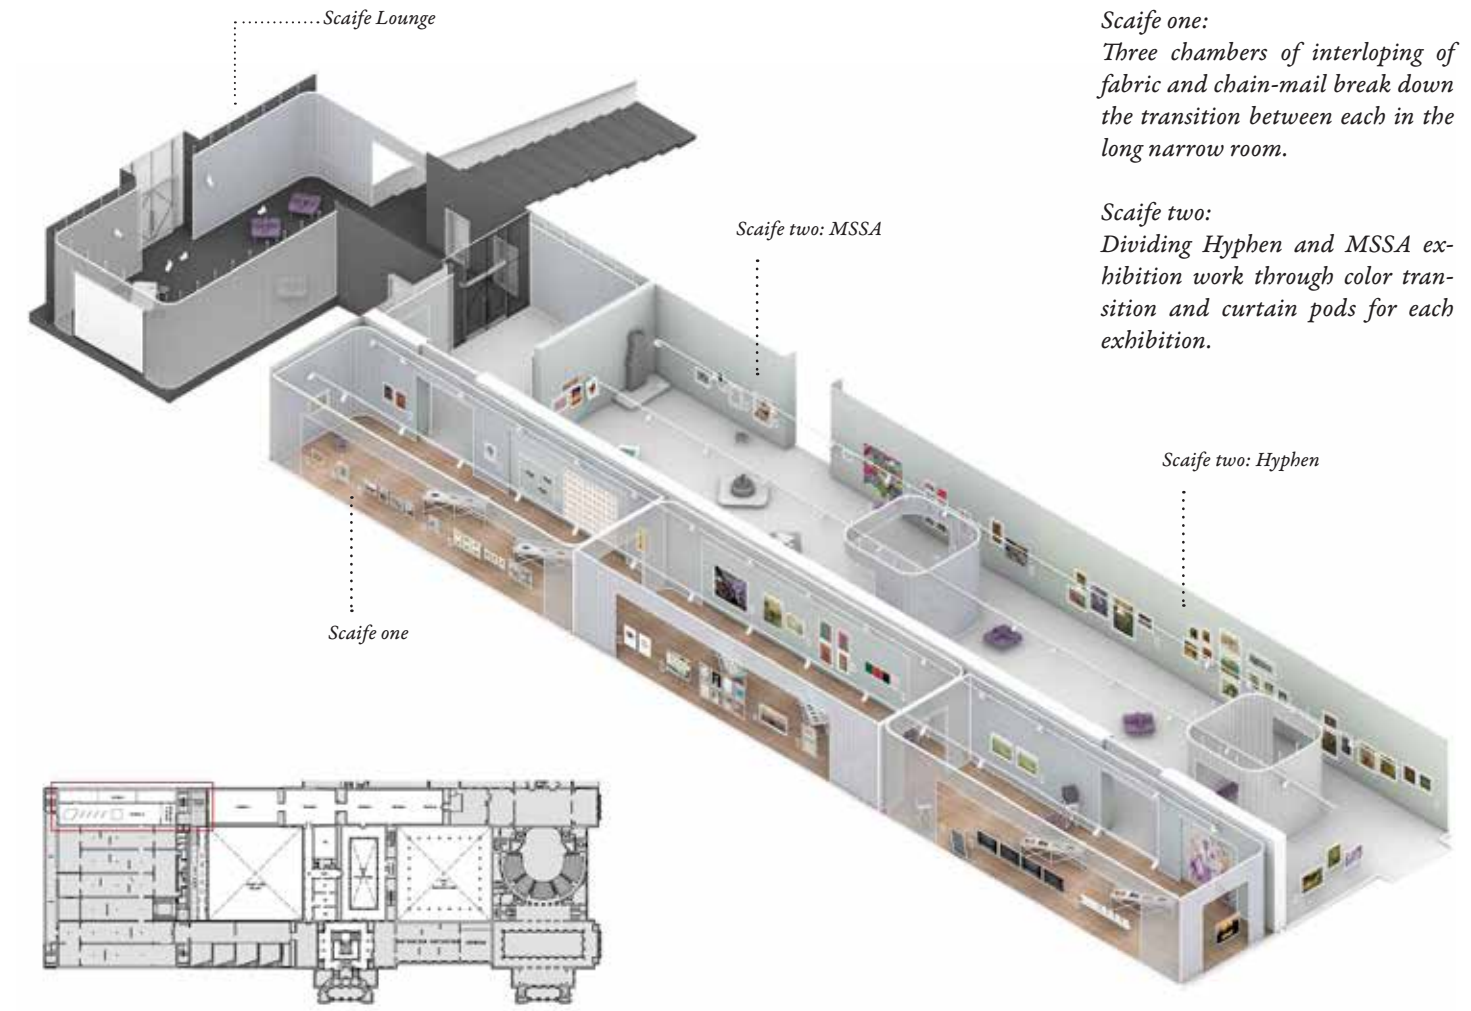 Scaife Lounge
Scaife one:
Three chambers of interloping of
fabric and chain-mail break down
the transition between each in the
long narrow room.
Scaife two:
Dividing Hyphen and MSSA ex-
hibition work through color tran-
sition and curtain pods for each
exhibition.
Scaife two: MSSA
Scaife two: Hyphen
Scaife one